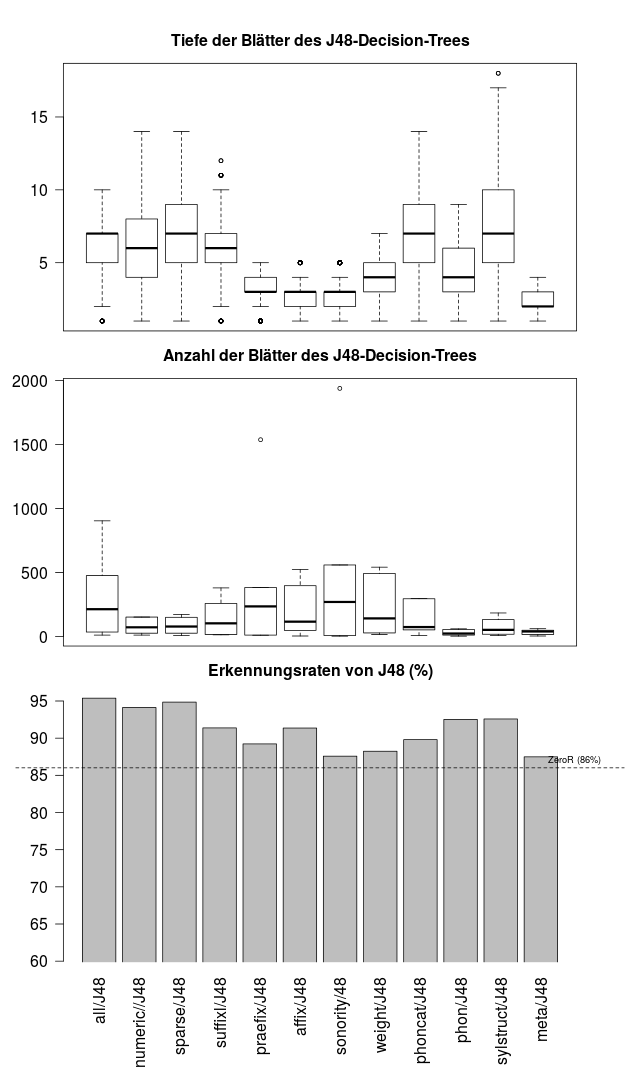 Tiefe der Blätter des J48-Decision-Trees
15
10
5
Anzahl der Blätter des J48-Decision-Trees
2000
1500
1000
500
0
Erkennungsraten von J48 (%)
95
90
ZeroR (86%)
85
80
75
70
65
60
all/J48
numeric//J48
sparse/J48
suffixl/J48
praefix/J48
affix/J48
sonority/48
weight/J48
phoncat/J48
phon/J48
sylstruct/J48
meta/J48